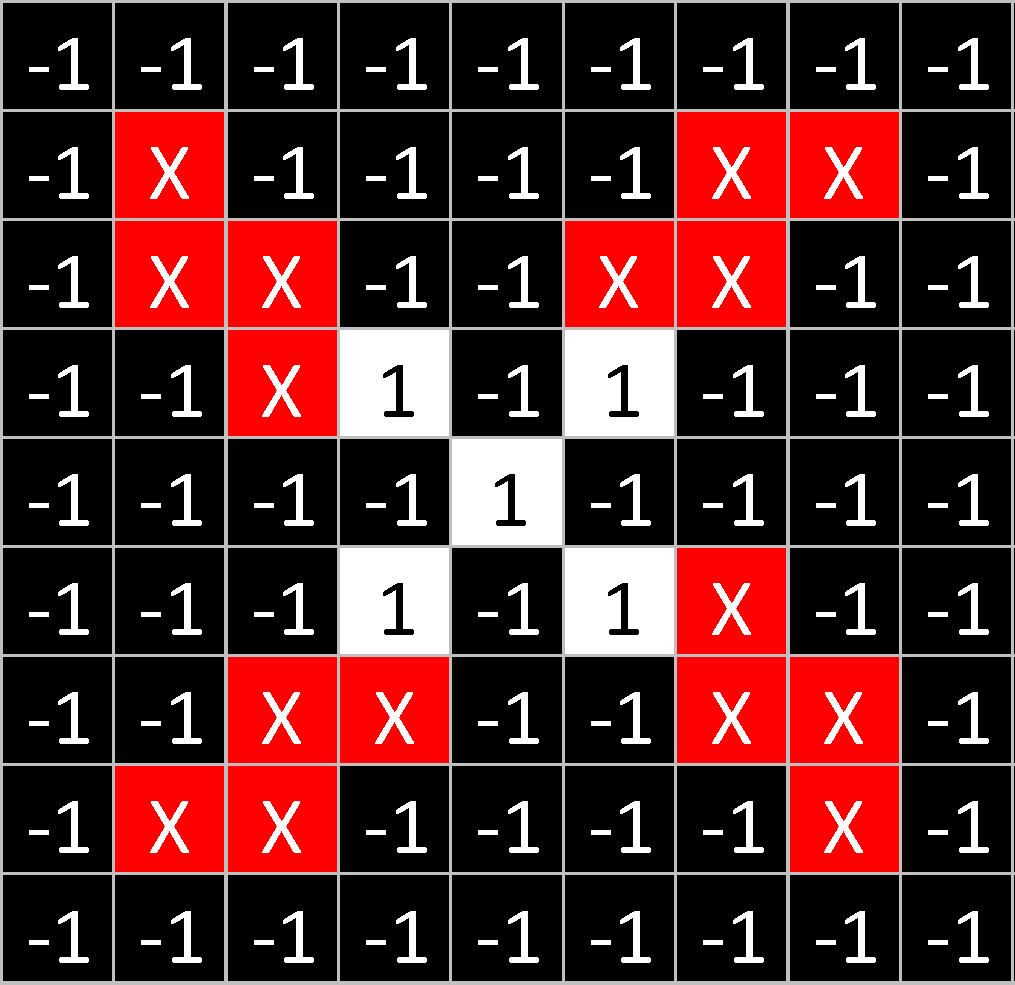 -1 -1 -1 -1 -1 -1 -1 -1 -1
-1 X -1 -1 -1 -1 X X -1
-1 X X -1 -1 X X -1 -1
-1 -1 X 1 -1 1 -1 -1 -1
-1 -1 -1 -1 1 -1 -1 -1 -1
-1 -1 -1 1 -1 1 X -1 -1
-1 -1 X X -1 -1 X X -1
-1 X X -1 -1 -1 -1 X -1
-1 -1 -1 -1 -1 -1 -1 -1 -1